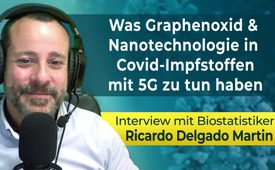 Was Graphenoxid &
Nanotechnologie in
Covid-Impfstoffen
mit 5G zu tun haben
Interview mit Biostatistiker
Ricardo Delgado Martin